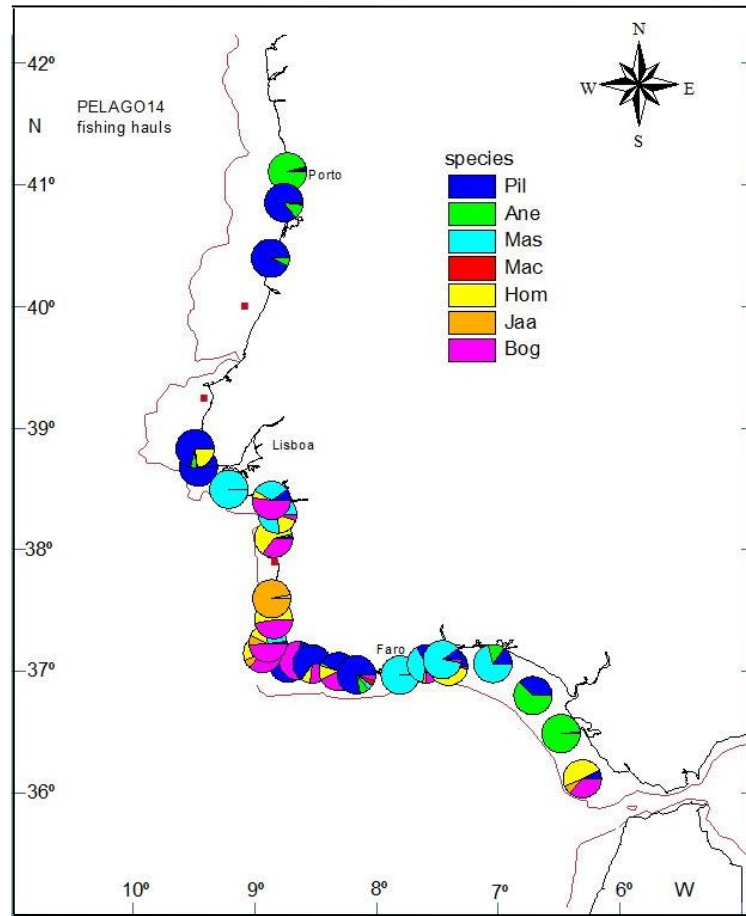 N
W E
S
42º
PELAGO14
N fishing hauls
41º
Porto
species
Pil
Ane
Mas
Mac
Hom
Jaa
Bog
40º
39º
Lisboa
38º
Faro
37º
36º
10º 9º 8º 7º 6º W